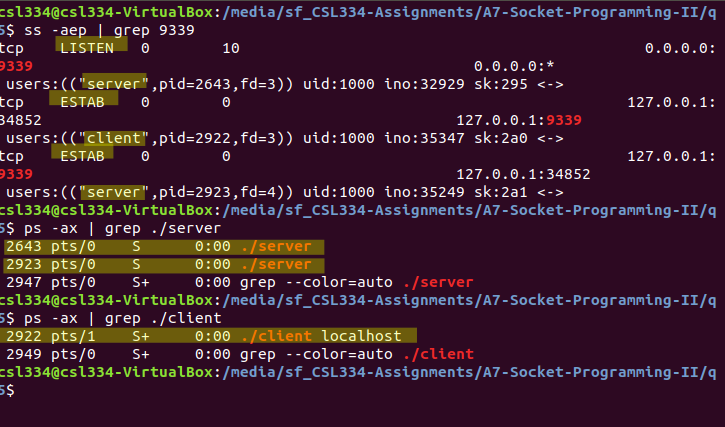 csl334@csl334-VirtualBox:/media/sf_CSL334-Assignments/A7-Socket-Programming-II/q
5$ ss -aep | grep 9339
tcp    LISTEN  0        10                                              0.0.0.0:
9339                                                 0.0.0.0:*
 users:(("server",pid=2643,fd=3)) uid:1000 ino:32929 sk:295 <->
tcp    ESTAB   0        0                                             127.0.0.1:
34852                                              127.0.0.1:9339
 users:(("client",pid=2922,fd=3)) uid:1000 ino:35347 sk:2a0 <->
tcp    ESTAB   0        0                                             127.0.0.1:
9339                                               127.0.0.1:34852
 users:(("server",pid=2923,fd=4)) uid:1000 ino:35249 sk:2a1 <->
csl334@csl334-VirtualBox:/media/sf_CSL334-Assignments/A7-Socket-Programming-II/q
5$ ps -ax | grep ./server
 2643 pts/0    S      0:00 ./server
 2923 pts/0    S      0:00 ./server
 2947 pts/0    S+     0:00 grep --color=auto ./server
csl334@csl334-VirtualBox:/media/sf_CSL334-Assignments/A7-Socket-Programming-II/q
5$ ps -ax | grep ./client
 2922 pts/1    S+     0:00 ./client localhost
 2949 pts/0    S+     0:00 grep --color=auto ./client
csl334@csl334-VirtualBox:/media/sf_CSL334-Assignments/A7-Socket-Programming-II/q
5$